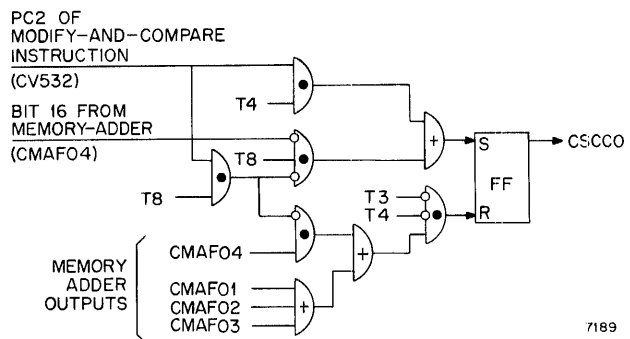 PC2 OF
MODIFY-AND-COMPARE
INSTRUCTION
(CV532)
T4
BIT 16 FROM
MEMORY-ADDER
(CMAF04)
T8
T8
+
S
R
FF
CSCCO
T3
T4
CMAF04
+
MEMORY
ADDER
OUTPUTS
CMAF01
CMAF02
CMAF03
+
7189